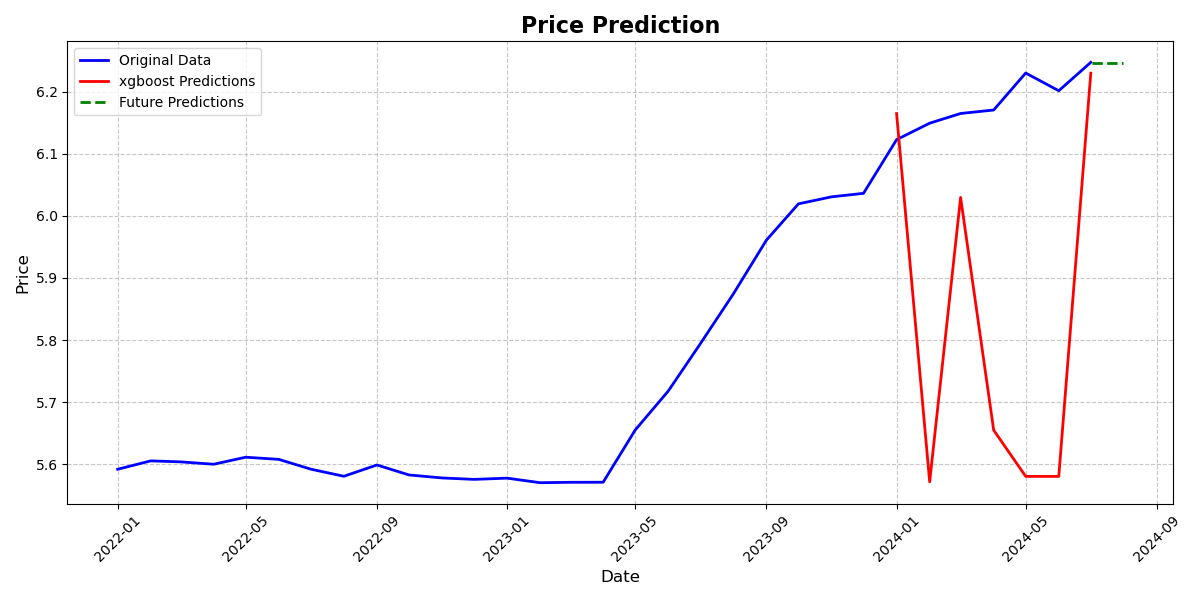 Price Prediction
Original Data
xgboost Predictions
Future Predictions
Price
6.2
6.1
6.0
5.9
5.8
5.7
5.6
2022-01
2022-05
2022-09
2023-01
2023-05
2023-09
2024-01
2024-05
2024-09
Date